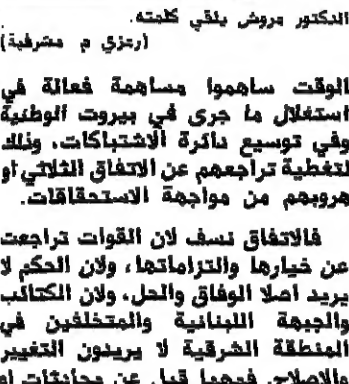 الدكتور مروش يلقي كلمته.
(ارتزي م مشرفية)
الوقت ساهموا مساهمة فعالة في
استغلال ما جرى في بيروت الوطنية
وفي توسيع دائرة الاشتباكات، وذلك
لتغطية تراجعهم عن الاتفاق الثلاثي او
هروبهم من مواجهة الاستحقاقات.
فالاتفاق نسف لان القوات تراجعت
عن خيارها والتزاماتها، ولان الحكم لا
يريد اصلا الوفاق والحل، ولان الكتائب
والجبهة اللبنانية والمتخلفين في
المنطقة الشرقية لا يريدون التغيير
والاصلاح. فمهما قيل عن محادثات او